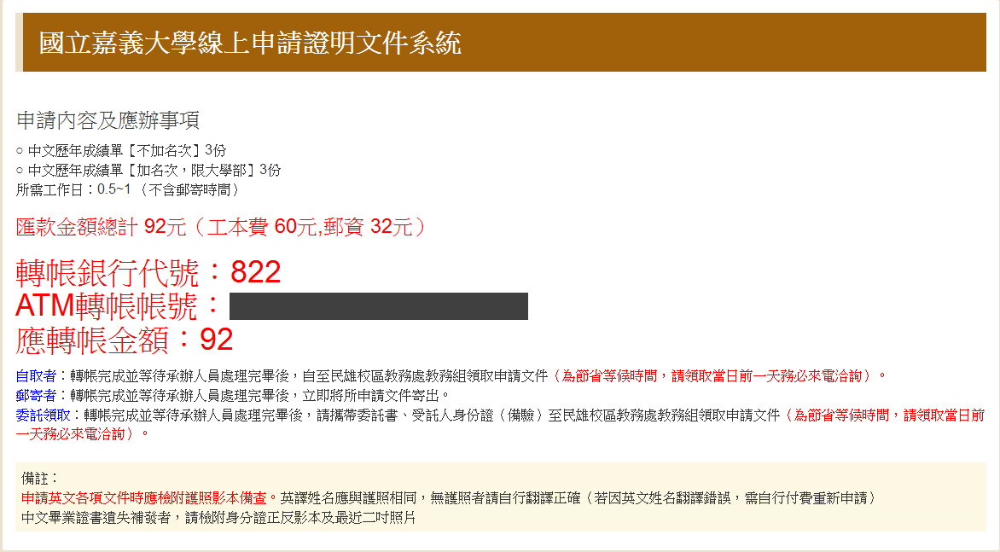 國立嘉義大學線上申請證明文件系統
申請內容及應辦事項
○ 中文歷年成績單【不加名次】3份
○ 中文歷年成績單【加名次，限大學部】3份
所需工作日：0.5~1 （不含郵寄時間）
匯款金額總計 92元（工本費 60元,郵資 32元）
轉帳銀行代號：822
ATM轉帳帳號：
應轉帳金額：92
自取者：轉帳完成並等待承辦人員處理完畢後，自至民雄校區教務處教務組領取申請文件（為節省等候時間，請領取當日前一天務必來電洽詢）。
郵寄者：轉帳完成並等待承辦人員處理完畢後，立即將所申請文件寄出。
委託領取：轉帳完成並等待承辦人員處理完畢後，請攜帶委託書、受託人身份證（備驗）至民雄校區教務處教務組領取申請文件（為節省等候時間，請領取當日前
一天務必來電洽詢）。
備註：
申請英文各項文件時應檢附護照影本備查。英譯姓名應與護照相同，無護照者請自行翻譯正確（若因英文姓名翻譯錯誤，需自行付費重新申請）
中文畢業證書遺失補發者，請檢附身分證正反影本及最近二吋照片